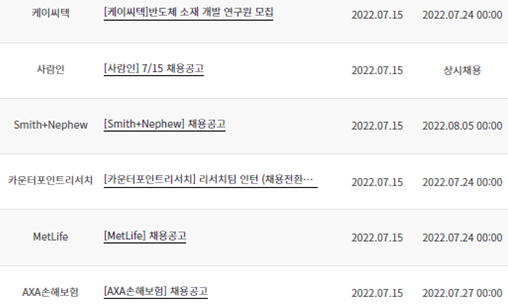 케이씨텍 [케이씨텍]반도체 소재 개발 연구원 모집 2022.07.15 2022.07.24 00:00
사람인 [사람인] 7/15 채용공고 2022.07.15 상시채용
Smith+Nephew [Smith+Nephew] 채용공고 2022.07.15 2022.08.05 00:00
카운터포인트리서치 [카운터포인트리서치] 리서치팀 인턴 (채용전환… 2022.07.15 2022.07.24 00:00
MetLife [MetLife] 채용공고 2022.07.15 2022.07.24 00:00
AXA손해보험 [AXA손해보험] 채용공고 2022.07.15 2022.07.27 00:00